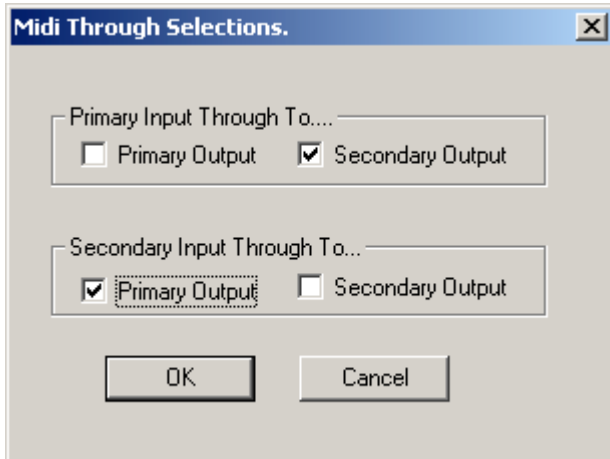 Midi Through Selections.
Primary Input Through To....
Primary Output Secondary Output
Secondary Input Through To...
Primary Output Secondary Output
OK Cancel